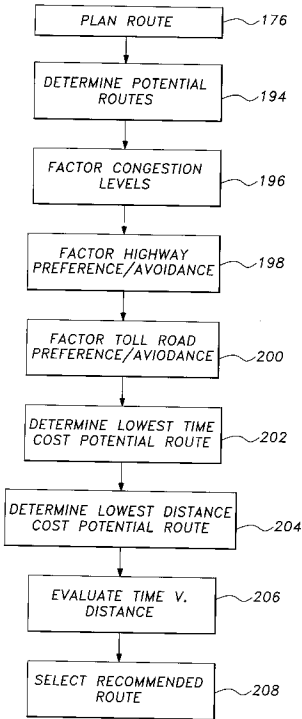 PLAN ROUTE
176
DETERMINE POTENTIAL
ROUTES
194
FACTOR CONGESTION
LEVELS
196
FACTOR HIGHWAY
PREFERENCE/AVOIDANCE
198
FACTOR TOLL ROAD
PREFERENCE/AVIODANCE
200
DETERMINE LOWEST TIME
COST POTENTIAL ROUTE
202
DETERMINE LOWEST DISTANCE
COST POTENTIAL ROUTE
204
EVALUATE TIME V.
DISTANCE
206
SELECT RECOMMENDED
ROUTE
208